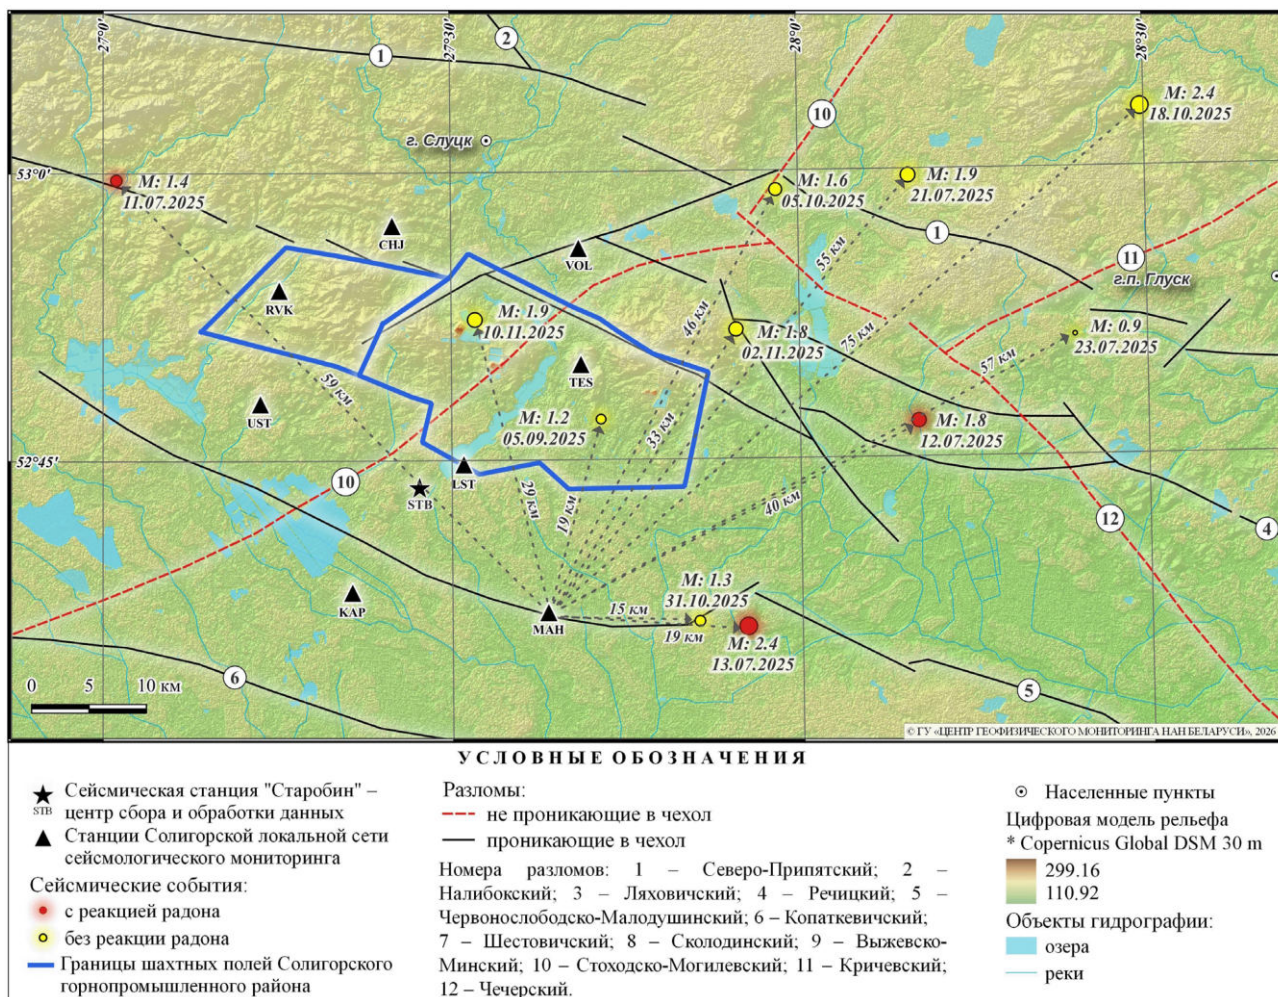 27°0'
27°30'
28°0'
28°30'
1
2
10
M: 2.4
18.10.2025
г. Слуцк
53°0'
M: 1.4
11.07.2025
M: 1.6
05.10.2025
M: 1.9
21.07.2025
CHJ
VOL
1
11
г.п. Глуск
RVK
55 км
46 км
75 км
M: 1.9
10.11.2025
M: 1.8
02.11.2025
M: 0.9
23.07.2025
57 км
59 км
TES
UST
M: 1.2
05.09.2025
33 км
M: 1.8
12.07.2025
52°45'
10
STB
LST
29 км
19 км
40 км
12
4
KAP
MAH
M: 1.3
31.10.2025
15 км
19 км
M: 2.4
13.07.2025
6
5
0 5 10 км
© ГУ «ЦЕНТР ГЕОФИЗИЧЕСКОГО МОНИТОРИНГА НАН БЕЛАРУСИ», 2026
УСЛОВНЫЕ ОБОЗНАЧЕНИЯ
STB
Сейсмическая станция "Старобин" –
центр сбора и обработки данных
Станции Солигорской локальной сети
сейсмологического мониторинга
Сейсмические события:
с реакцией радона
без реакции радона
Границы шахтных полей Солигорского
горнопромышленного района
Разломы:
не проникающие в чехол
проникающие в чехол
Номера разломов: 1 – Северо-Припятский; 2 –
Налибокский; 3 – Ляховичский; 4 – Речицкий; 5 –
Червонослободско-Малодушинский; 6 – Копаткевичский;
7 – Шестовичский; 8 – Сколодинский; 9 – Выжевско-
Минский; 10 – Стоходско-Могилевский; 11 – Кричевский;
12 – Чечерский.
Населенные пункты
Цифровая модель рельефа
* Copernicus Global DSM 30 m
299.16
110.92
Объекты гидрографии:
озера
реки